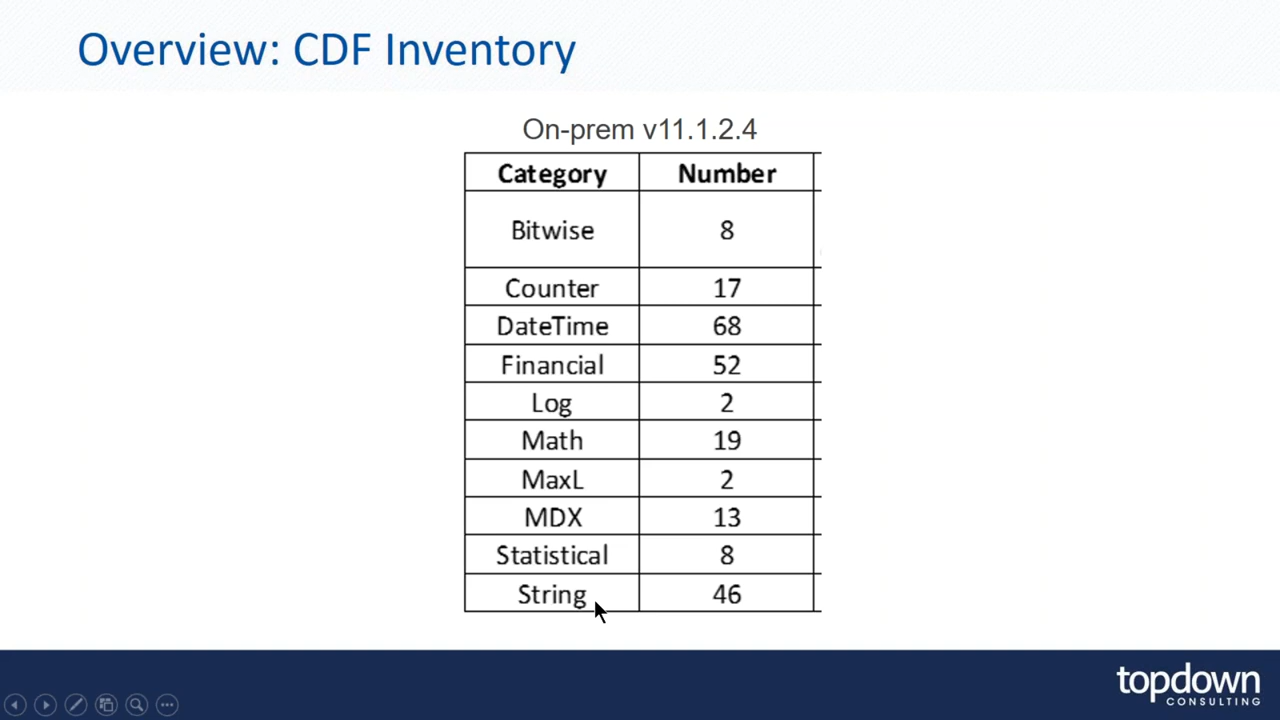 Overview: CDF Inventory
On-prem v11.1.2.4
Category Number
Bitwise 8
Counter 17
DateTime 68
Financial 52
Log 2
Math 19
MaxL 2
MDX 13
Statistical 8
String 46
topdown
CONSULTING